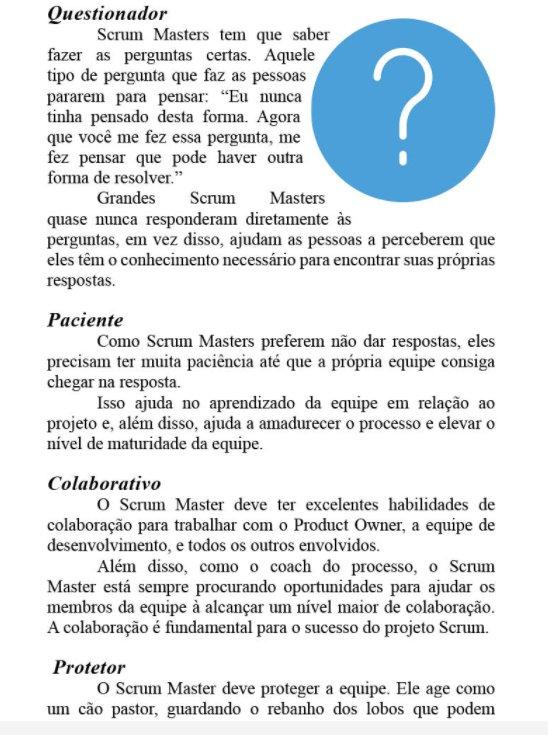 Questionador
Scrum Masters tem que saber
fazer as perguntas certas. Aquele
tipo de pergunta que faz as pessoas
pararem para pensar: “Eu nunca
tinha pensado desta forma. Agora
que você me fez essa pergunta, me
fez pensar que pode haver outra
forma de resolver.”
Grandes Scrum Masters
quase nunca responderam diretamente às
perguntas, em vez disso, ajudam as pessoas a perceberem que
eles têm o conhecimento necessário para encontrar suas próprias
respostas.
Paciente
Como Scrum Masters preferem não dar respostas, eles
precisam ter muita paciência até que a própria equipe consiga
chegar na resposta.
Isso ajuda no aprendizado da equipe em relação ao
projeto e, além disso, ajuda a amadurecer o processo e elevar o
nível de maturidade da equipe.
Colaborativo
O Scrum Master deve ter excelentes habilidades de
colaboração para trabalhar com o Product Owner, a equipe de
desenvolvimento, e todos os outros envolvidos.
Além disso, como o coach do processo, o Scrum
Master está sempre procurando oportunidades para ajudar os
membros da equipe à alcançar um nível maior de colaboração.
A colaboração é fundamental para o sucesso do projeto Scrum.
Protetor
O Scrum Master deve proteger a equipe. Ele age como
um cão pastor, guardando o rebanho dos lobos que podem